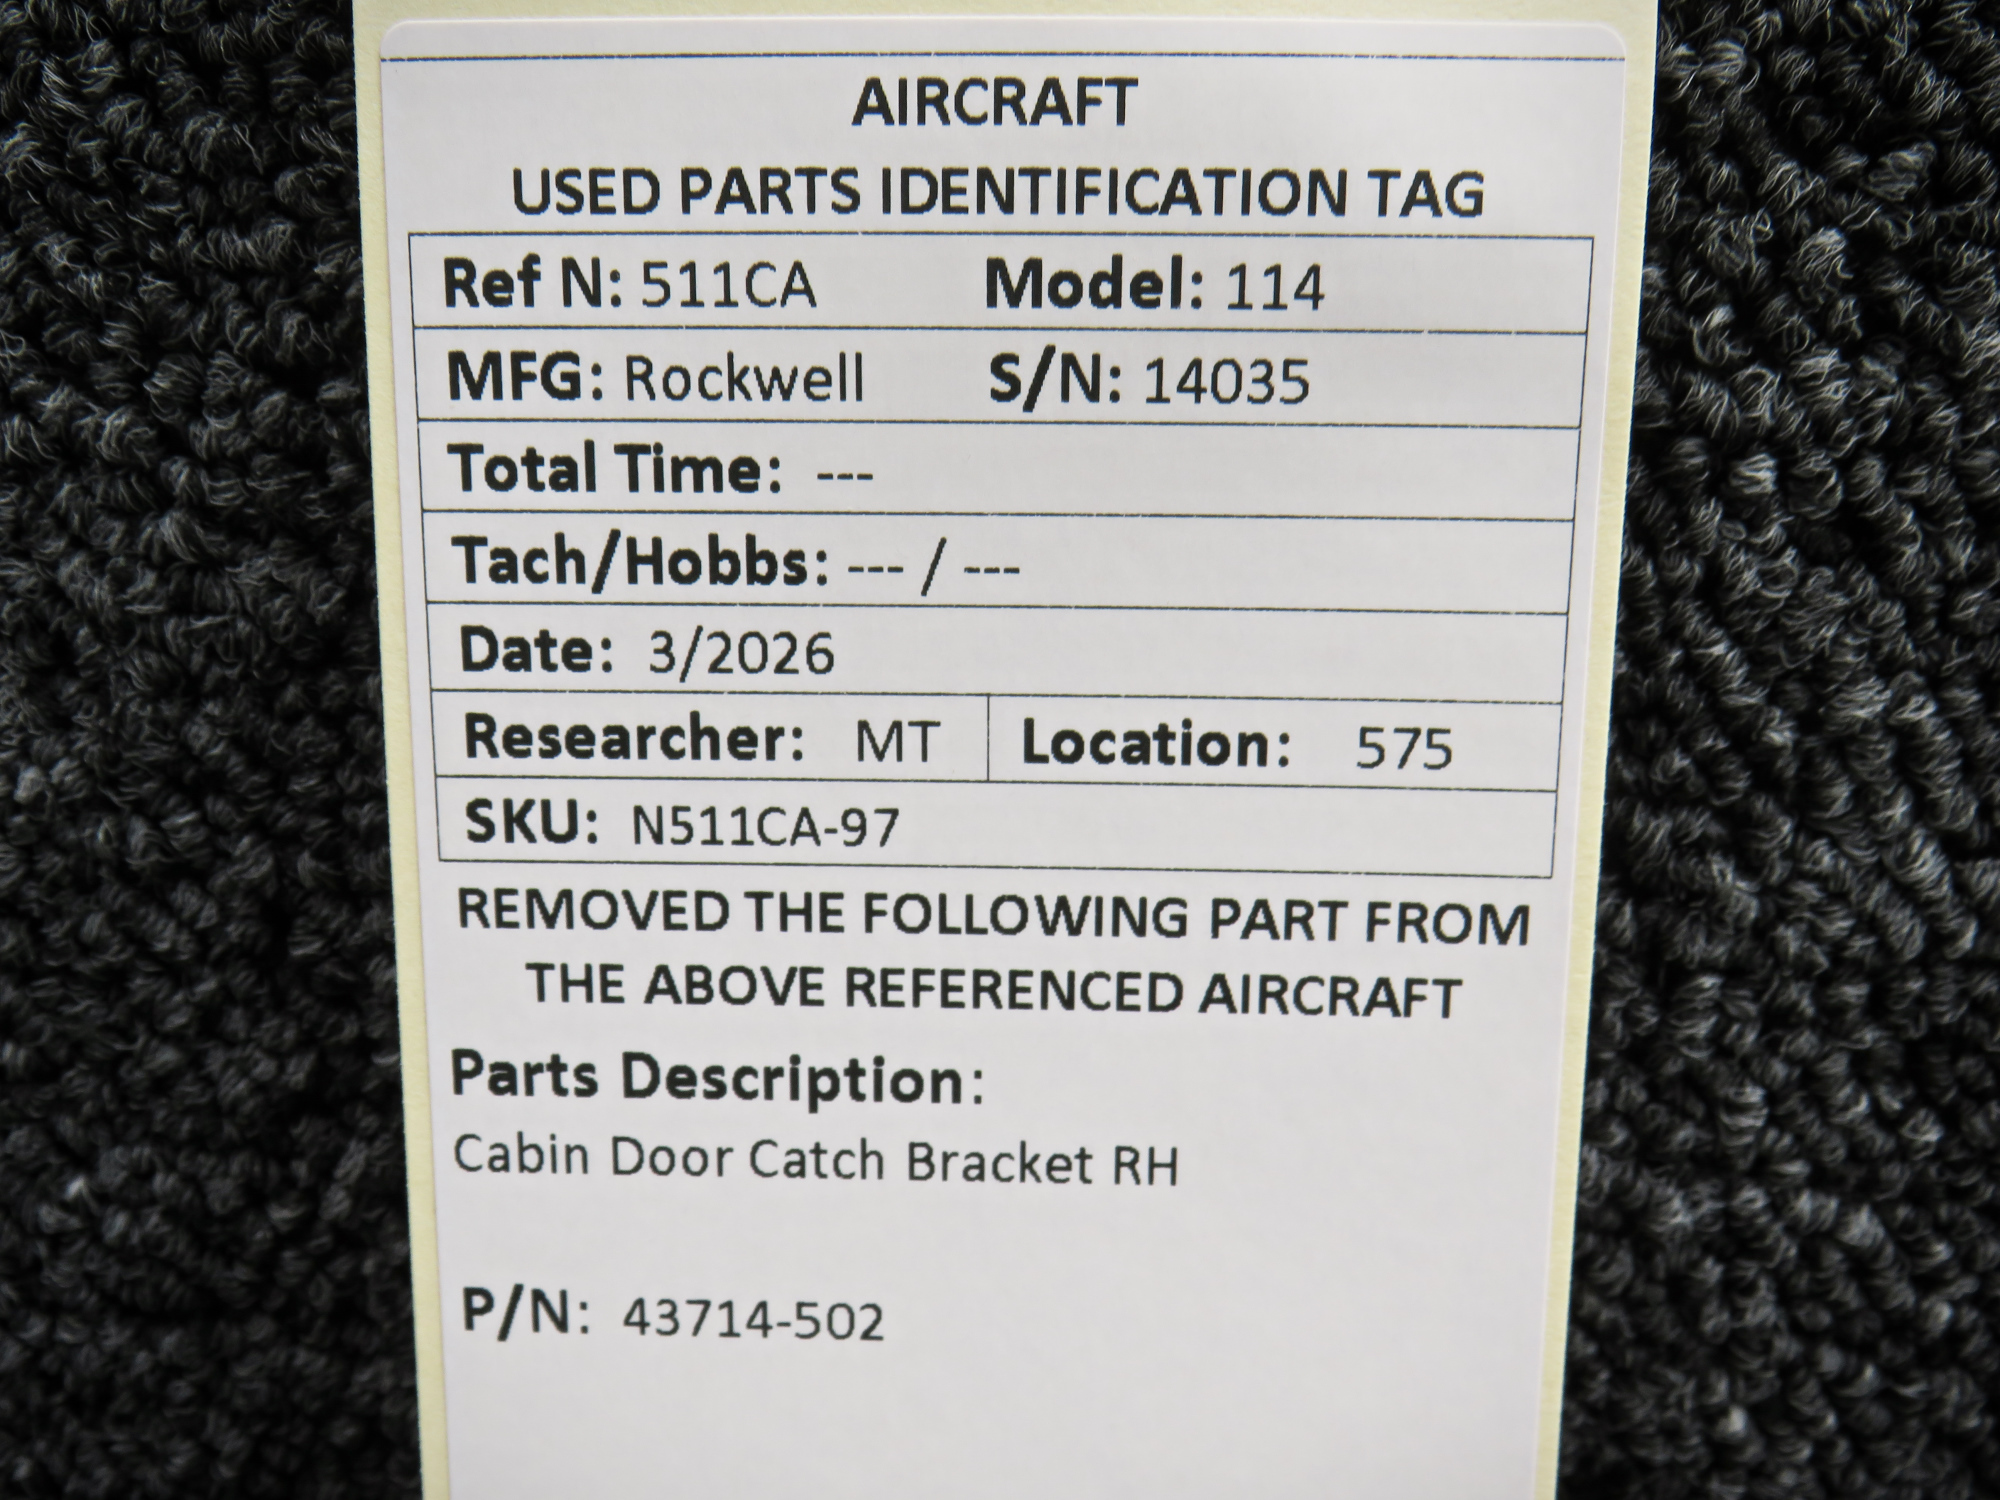 AIRCRAFT
USED PARTS IDENTIFICATION TAG
Ref N: 511CA Model: 114
MFG: Rockwell S/N: 14035
Total Time: ---
Tach/Hobbs: --- / ---
Date: 3/2026
Researcher: MT Location: 575
SKU: N511CA-97
REMOVED THE FOLLOWING PART FROM
THE ABOVE REFERENCED AIRCRAFT
Parts Description:
Cabin Door Catch Bracket RH
P/N: 43714-502